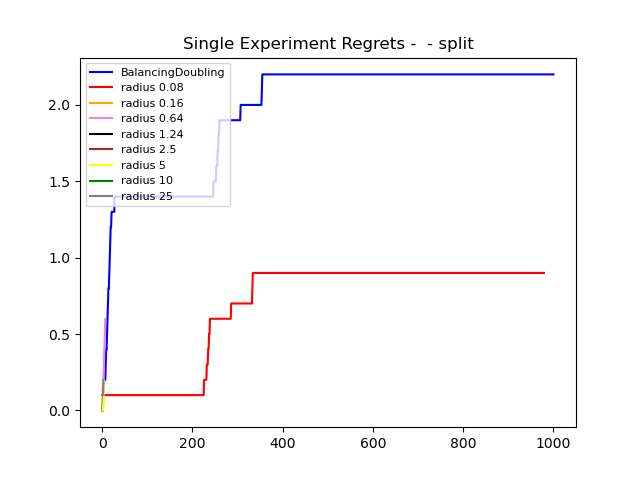 Single Experiment Regrets -  - split
BalancingDoubling
radius 0.08
radius 0.16
radius 0.64
radius 1.24
radius 2.5
radius 5
radius 10
radius 25
2.0
1.5
1.0
0.5
0.0
0 200 400 600 800 1000